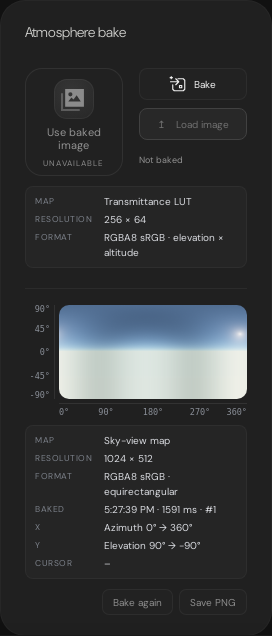 Atmosphere bake
Use baked
image
UNAVAILABLE
Bake
Load image
Not baked
MAP Transmittance LUT
RESOLUTION 256 × 64
FORMAT RGBA8 sRGB · elevation ×
altitude
90°
45°
0°
-45°
-90°
0° 90° 180° 270° 360°
MAP Sky-view map
RESOLUTION 1024 × 512
FORMAT RGBA8 sRGB ·
equirectangular
BAKED 5:27:39 PM · 1591 ms · #1
X Azimuth 0° → 360°
Y Elevation 90° → -90°
CURSOR –
Bake again Save PNG